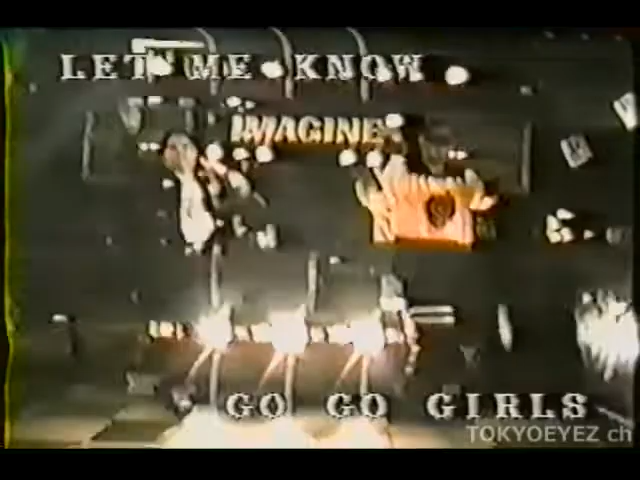 LET ME KNOW
IMAGINE
GO GO GIRLS
TOKYOEYEZ ch